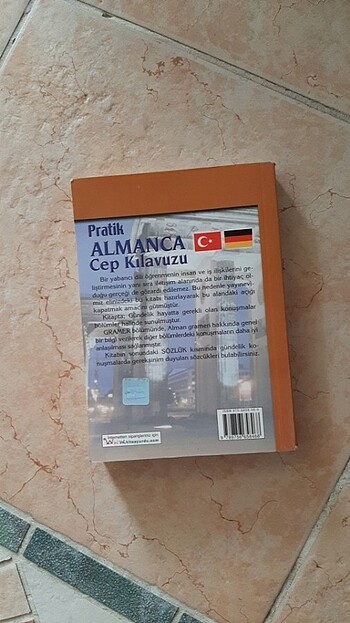 Pratik
ALMANCA
Cep Kılavuzu
Bir yabancı dili öğrenmenin insan ve iş ilişkilerini ge-
liştirmesinin yanı sıra iletişim alanında da bir ihtiyaç ol-
duğu gerçeği de gözardı edilemez. Bu nedenle yayınevi-
miz elinizdeki bu kitabı hazırlayarak bu alandaki açığı
kapatmak amacını gütmüştür.
Kitapta; Gündelik hayatta gerekli olan konuşmalar
bölümler halinde sunulmuştur.
GRAMER bölümünde, Alman grameri hakkında genel
bir bilgi verilerek diğer bölümlerdeki konuşmaların daha iyi
anlaşılması sağlanmıştır.
Kitabın sonundaki SÖZLÜK kısmında gündelik ko-
nuşmalarda gereksinim duyulan sözcükleri bulabilirsiniz.